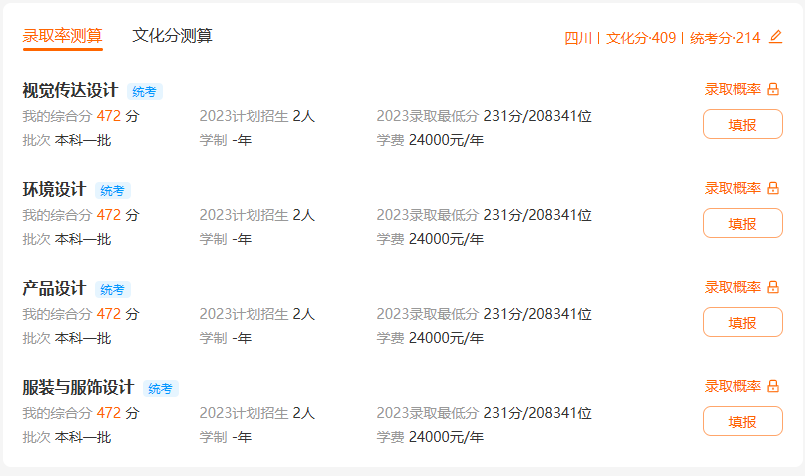 录取率测算 文化分测算 四川 | 文化分·409 | 统考分·214
视觉传达设计 统考 录取概率
我的综合分 472 分 2023计划招生 2人 2023录取最低分 231分/208341位
填报
批次 本科一批 学制 -年 学费 24000元/年
环境设计 统考 录取概率
我的综合分 472 分 2023计划招生 2人 2023录取最低分 231分/208341位
填报
批次 本科一批 学制 -年 学费 24000元/年
产品设计 统考 录取概率
我的综合分 472 分 2023计划招生 2人 2023录取最低分 231分/208341位
填报
批次 本科一批 学制 -年 学费 24000元/年
服装与服饰设计 统考 录取概率
我的综合分 472 分 2023计划招生 2人 2023录取最低分 231分/208341位
填报
批次 本科一批 学制 -年 学费 24000元/年